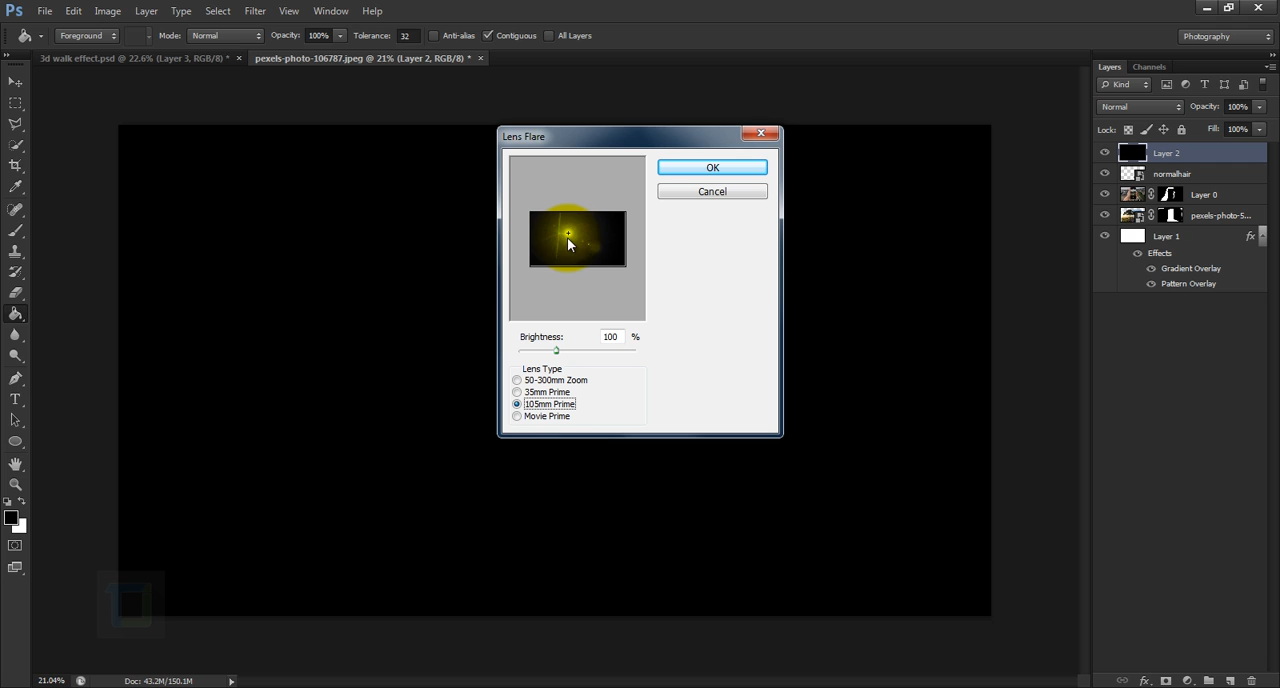 Ps File Edit Image Layer Type Select Filter View Window Help
Foreground Mode: Normal Opacity: 100% Tolerance: 32 Anti-alias Contiguous All Layers Photography
3d walk effect.psd @ 22.6% (Layer 3, RGB/8) * × pexels-photo-106787.jpeg @ 21% (Layer 2, RGB/8) * ×
Layers Channels
Kind
Normal Opacity: 100%
Lock: Fill: 100%
Layer 2
normalhair
Layer 0
pexels-photo-5...
Layer 1 fx
Effects
Gradient Overlay
Pattern Overlay
Lens Flare
OK
Cancel
Brightness: 100 %
Lens Type
50-300mm Zoom
35mm Prime
105mm Prime
Movie Prime
21.04% Doc: 43.2M/150.1M
fx